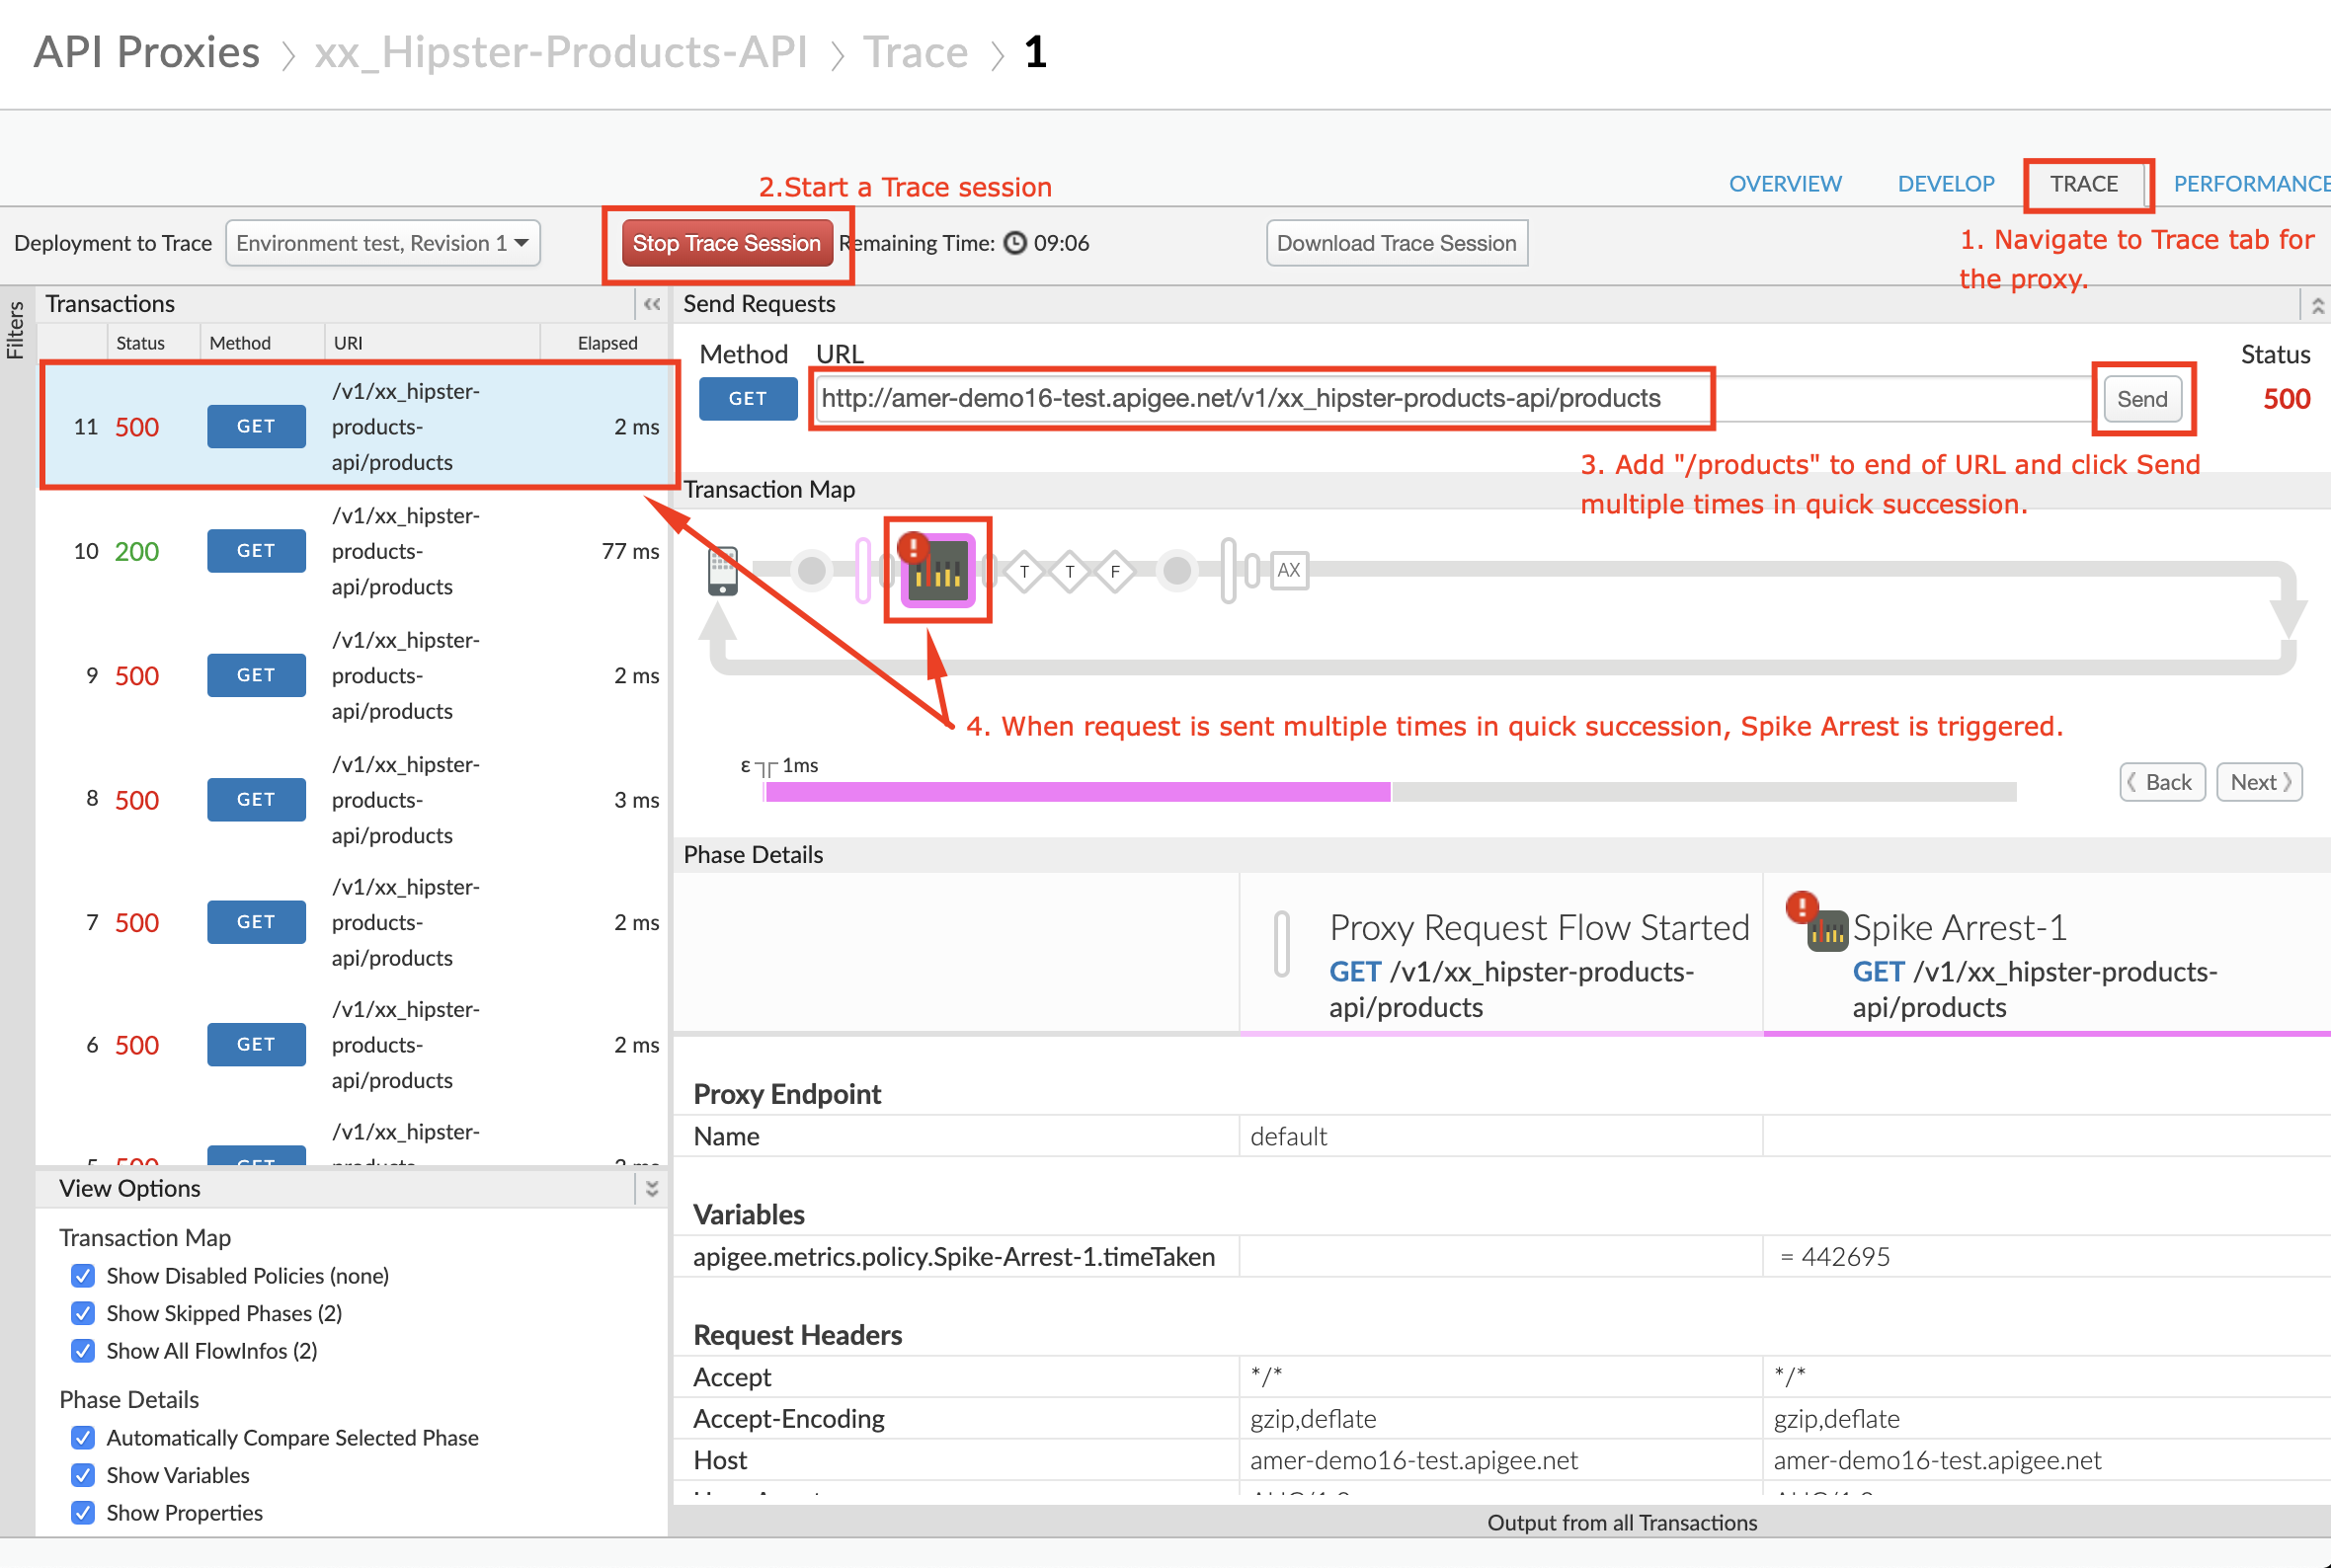 API Proxies > xx_Hipster-Products-API > Trace > 1
2.Start a Trace session
OVERVIEW DEVELOP TRACE PERFORMANCE
Deployment to Trace Environment test, Revision 1 Stop Trace Session Remaining Time: 09:06 Download Trace Session
1. Navigate to Trace tab for
the proxy.
Filters
Transactions «
Status Method URI Elapsed
11 500 GET /v1/xx_hipster-
products-
api/products 2 ms
10 200 GET /v1/xx_hipster-
products-
api/products 77 ms
9 500 GET /v1/xx_hipster-
products-
api/products 2 ms
8 500 GET /v1/xx_hipster-
products-
api/products 3 ms
7 500 GET /v1/xx_hipster-
products-
api/products 2 ms
6 500 GET /v1/xx_hipster-
products-
api/products 2 ms
/v1/xx_hipster-
View Options
Transaction Map
Show Disabled Policies (none)
Show Skipped Phases (2)
Show All FlowInfos (2)
Phase Details
Automatically Compare Selected Phase
Show Variables
Show Properties
Send Requests
Method URL Status
GET http://amer-demo16-test.apigee.net/v1/xx_hipster-products-api/products Send 500
3. Add "/products" to end of URL and click Send
multiple times in quick succession.
Transaction Map
T T F AX
4. When request is sent multiple times in quick succession, Spike Arrest is triggered.
ε 1ms
Back Next
Phase Details
Proxy Request Flow Started
GET /v1/xx_hipster-products-
api/products
Spike Arrest-1
GET /v1/xx_hipster-products-
api/products
Proxy Endpoint
Name default
Variables
apigee.metrics.policy.Spike-Arrest-1.timeTaken = 442695
Request Headers
Accept */* */*
Accept-Encoding gzip,deflate gzip,deflate
Host amer-demo16-test.apigee.net amer-demo16-test.apigee.net
Output from all Transactions